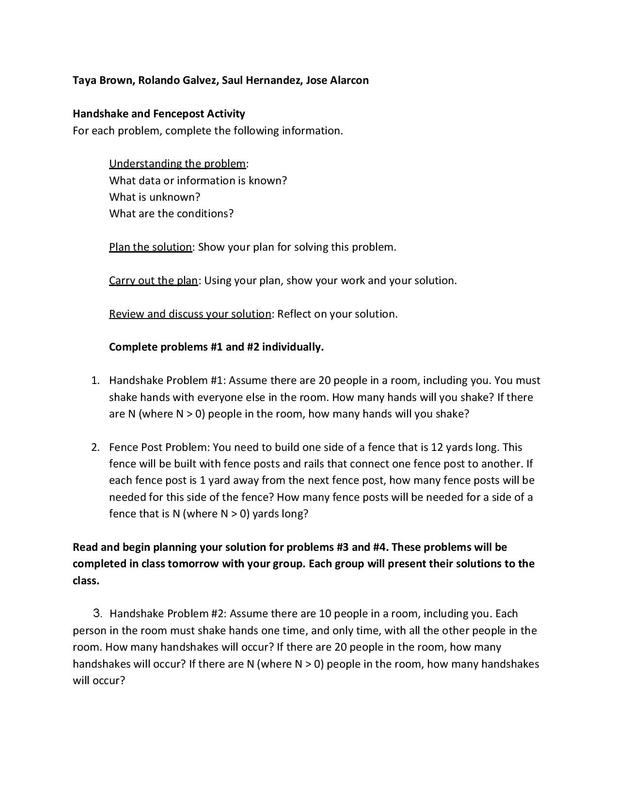 Taya Brown, Rolando Galvez, Saul Hernandez, Jose Alarcon
Handshake and Fencepost Activity
For each problem, complete the following information.
Understanding the problem:
What data or information is known?
What is unknown?
What are the conditions?
Plan the solution: Show your plan for solving this problem.
Carry out the plan: Using your plan, show your work and your solution.
Review and discuss your solution: Reflect on your solution.
Complete problems #1 and #2 individually.
1. Handshake Problem #1: Assume there are 20 people in a room, including you. You must
shake hands with everyone else in the room. How many hands will you shake? If there
are N (where N > 0) people in the room, how many hands will you shake?
2. Fence Post Problem: You need to build one side of a fence that is 12 yards long. This
fence will be built with fence posts and rails that connect one fence post to another. If
each fence post is 1 yard away from the next fence post, how many fence posts will be
needed for this side of the fence? How many fence posts will be needed for a side of a
fence that is N (where N > 0) yards long?
Read and begin planning your solution for problems #3 and #4. These problems will be
completed in class tomorrow with your group. Each group will present their solutions to the
class.
3. Handshake Problem #2: Assume there are 10 people in a room, including you. Each
person in the room must shake hands one time, and only time, with all the other people in the
room. How many handshakes will occur? If there are 20 people in the room, how many
handshakes will occur? If there are N (where N > 0) people in the room, how many handshakes
will occur?